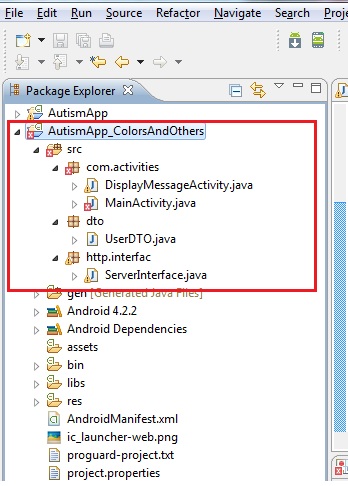 File Edit Run Source Refactor Navigate Search Project
Package Explorer
AutismApp
AutismApp_ColorsAndOthers
src
com.activities
DisplayMessageActivity.java
MainActivity.java
dto
UserDTO.java
http.interfac
ServerInterface.java
gen [Generated Java Files]
Android 4.2.2
Android Dependencies
assets
bin
libs
res
AndroidManifest.xml
ic_launcher-web.png
proguard-project.txt
project.properties